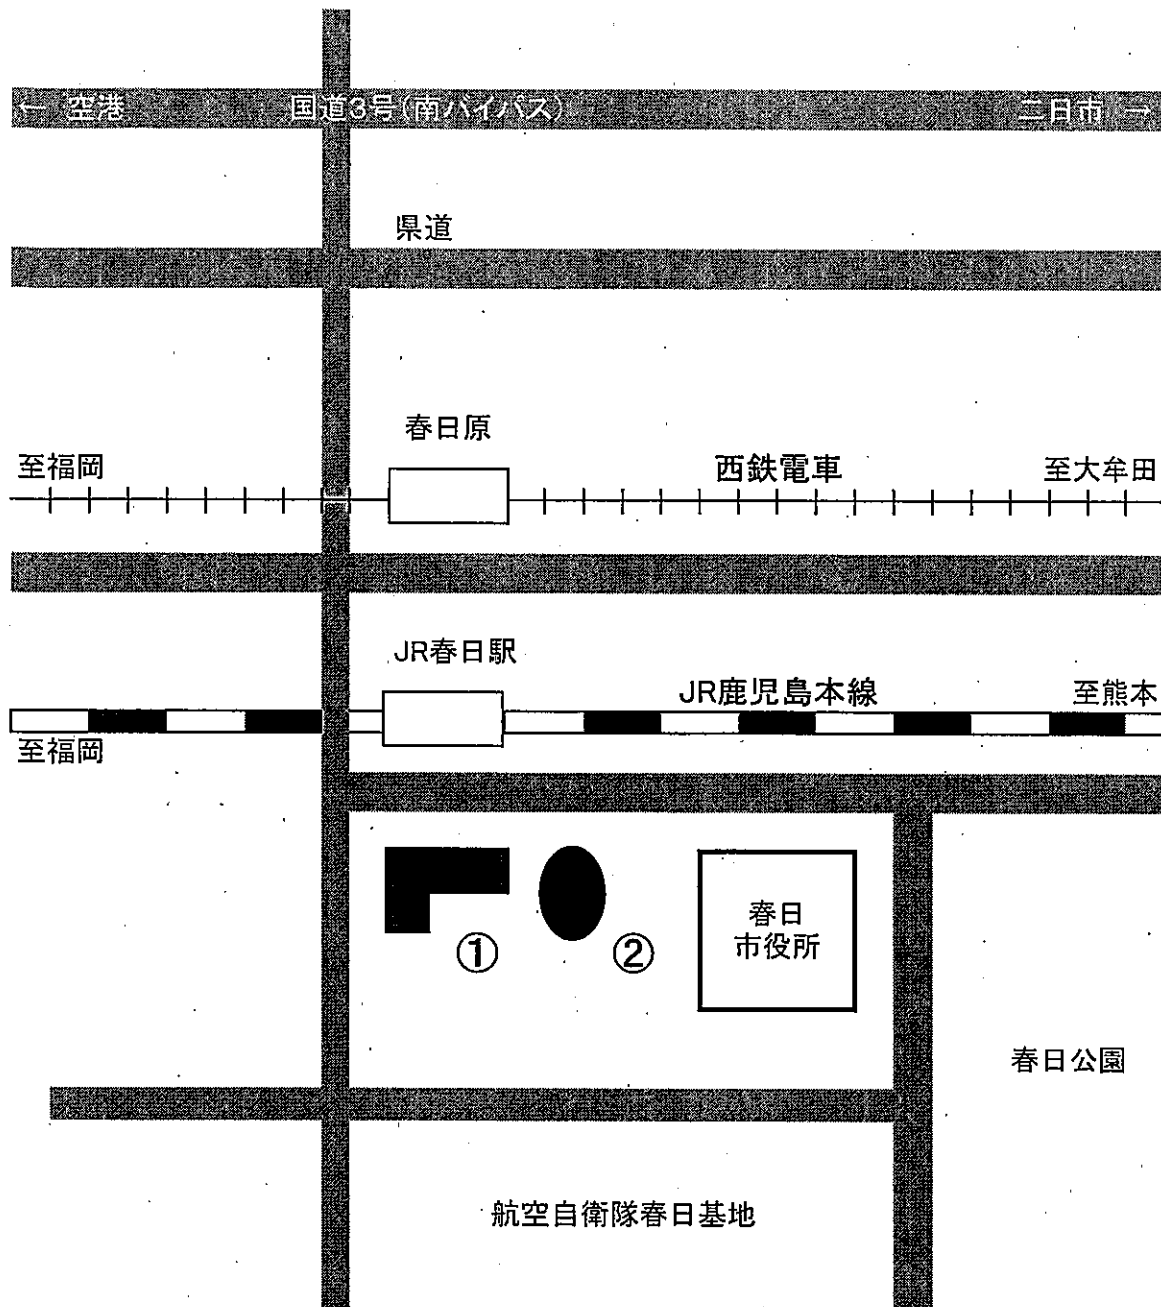 ← 空港
国道3号(南バイパス)
二日市 →
県道
春日原
至福岡
西鉄電車
至大牟田
JR春日駅
JR鹿児島本線
至熊本
至福岡
①
②
春日
市役所
春日公園
航空自衛隊春日基地